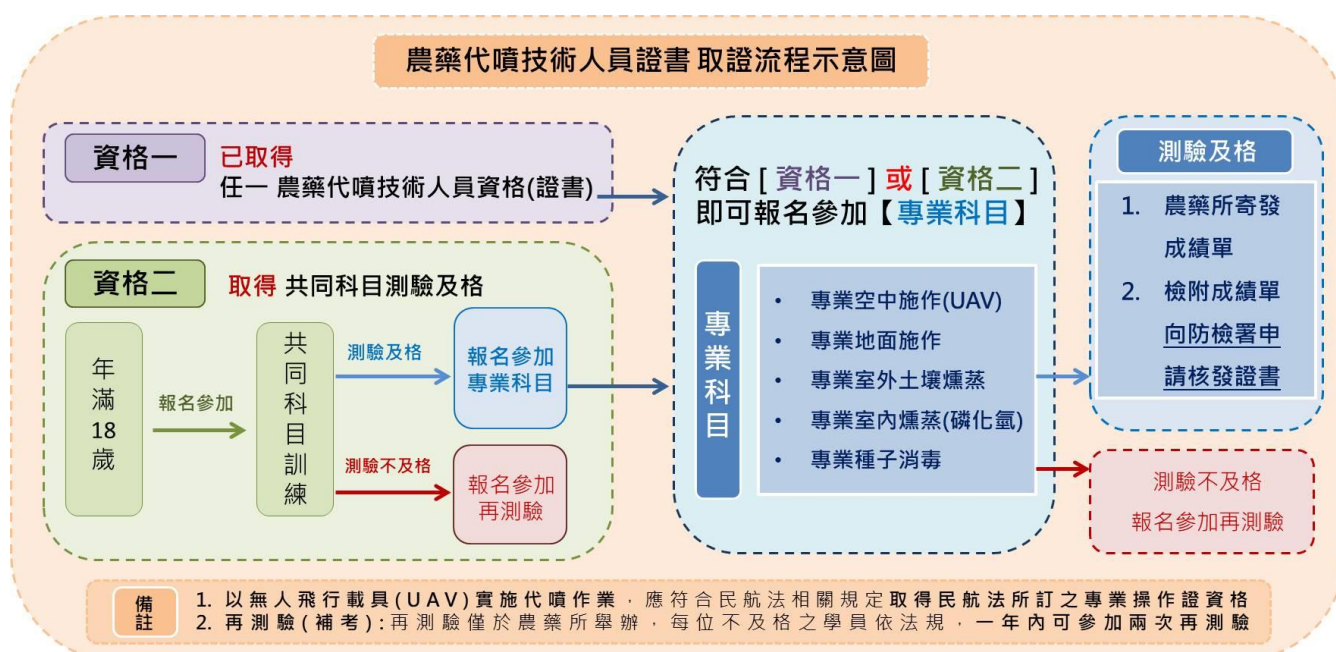 農藥代噴技術人員證書 取證流程示意圖
資格一
已取得
任一 農藥代噴技術人員資格(證書)
資格二
取得 共同科目測驗及格
年滿18歲
報名參加
共同科目訓練
測驗及格
報名參加
專業科目
測驗不及格
報名參加
再測驗
符合[資格一]或[資格二]
即可報名參加【專業科目】
專業科目
• 專業空中施作(UAV)
• 專業地面施作
• 專業室外土壤燻蒸
• 專業室內燻蒸(磷化氫)
• 專業種子消毒
測驗及格
1. 農藥所寄發
成績單
2. 檢附成績單
向防檢署申
請核發證書
測驗不及格
報名參加再測驗
備註
1. 以無人飛行載具(UAV)實施代噴作業，應符合民航法相關規定取得民航法所訂之專業操作證資格
2. 再測驗(補考):再測驗僅於農藥所舉辦，每位不及格之學員依法規，一年內可參加兩次再測驗